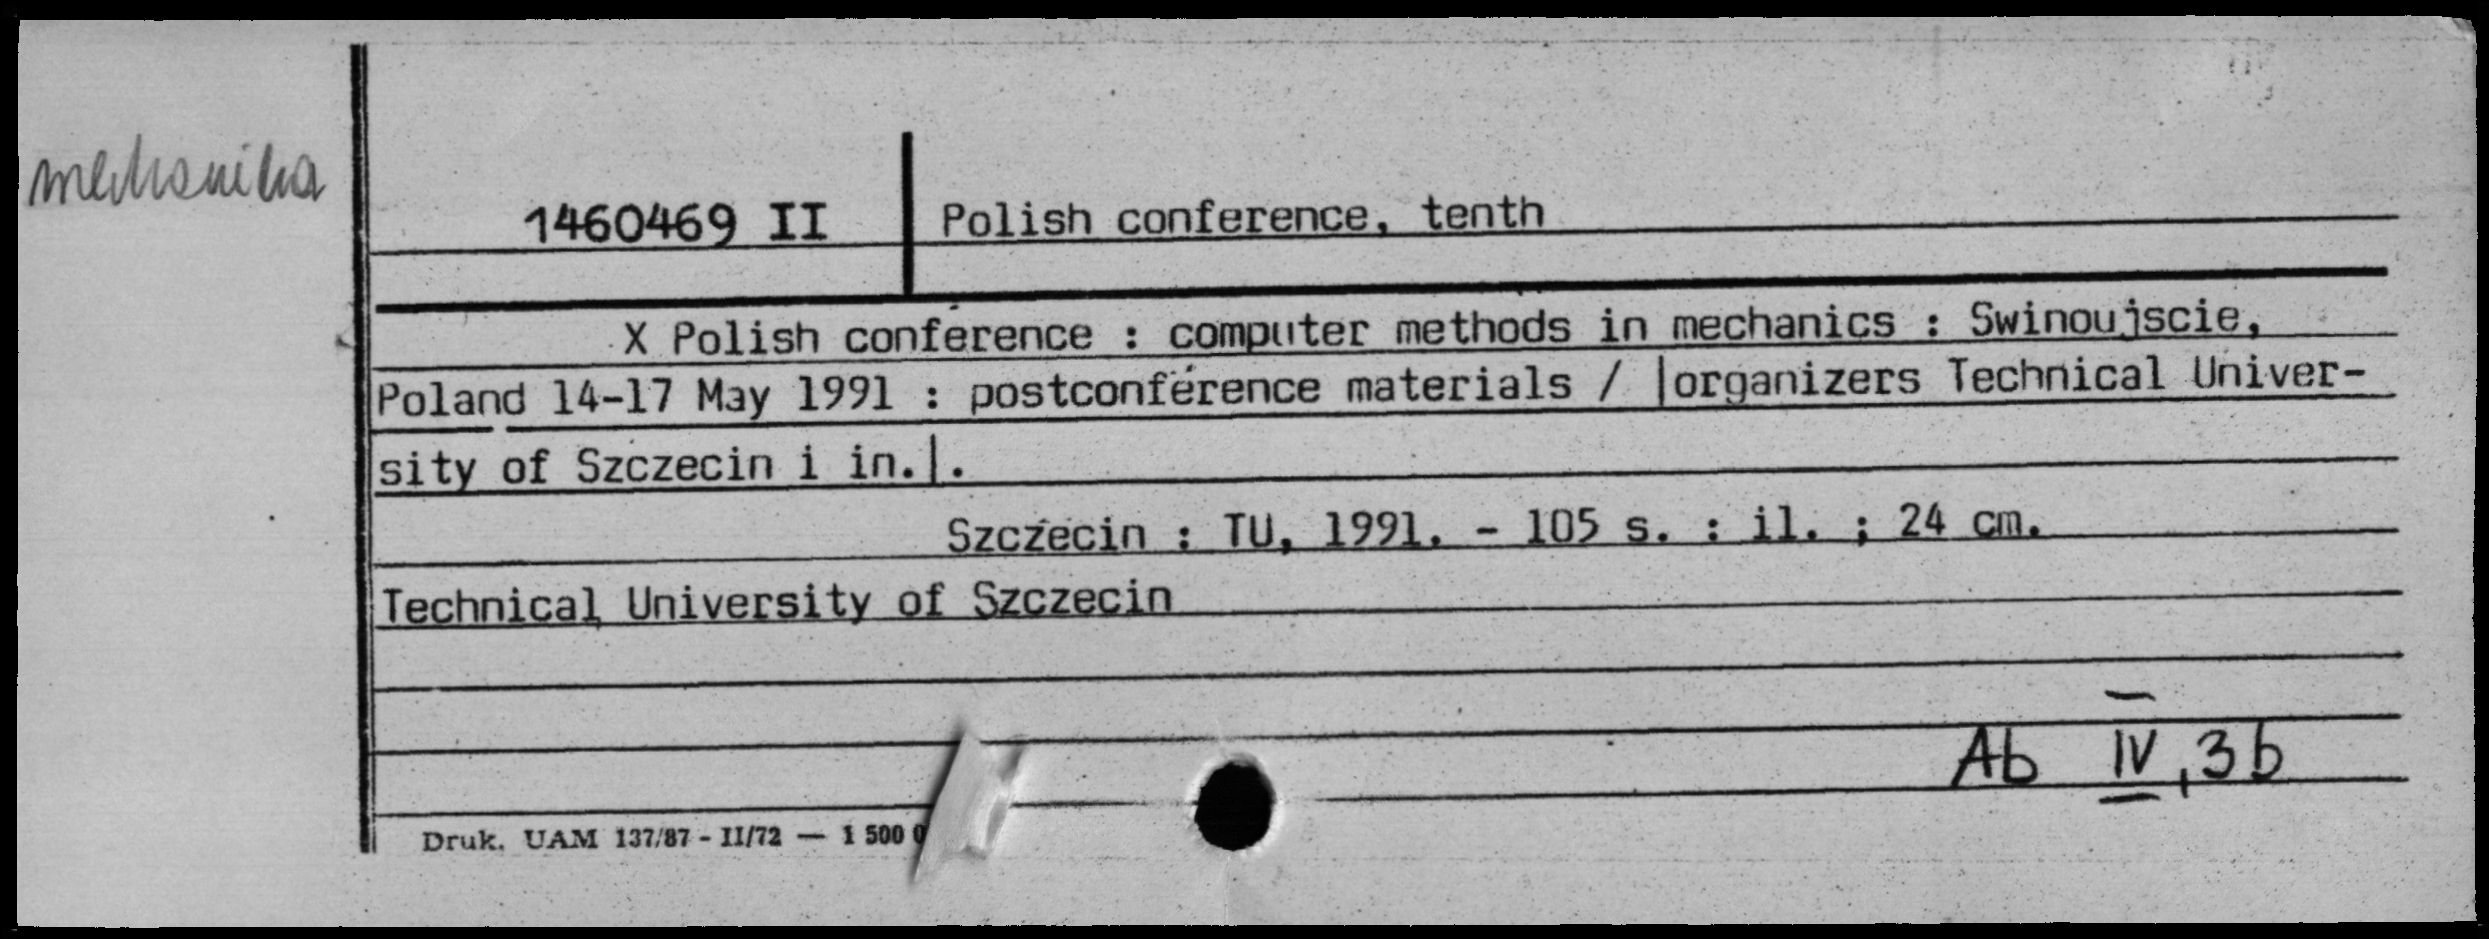 mechanika
1460469 II
Polish conference, tenth
X Polish conference : computer methods in mechanics : Swinoujscie,
Poland 14-17 May 1991 : postconference materials / |organizers Technical Univer-
sity of Szczecin i in.|.
Szczecin : TU, 1991. - 105 s. : il. ; 24 cm.
Technical University of Szczecin
Ab IV, 3b
Druk. UAM 137/87 - II/72 — 1 500 0